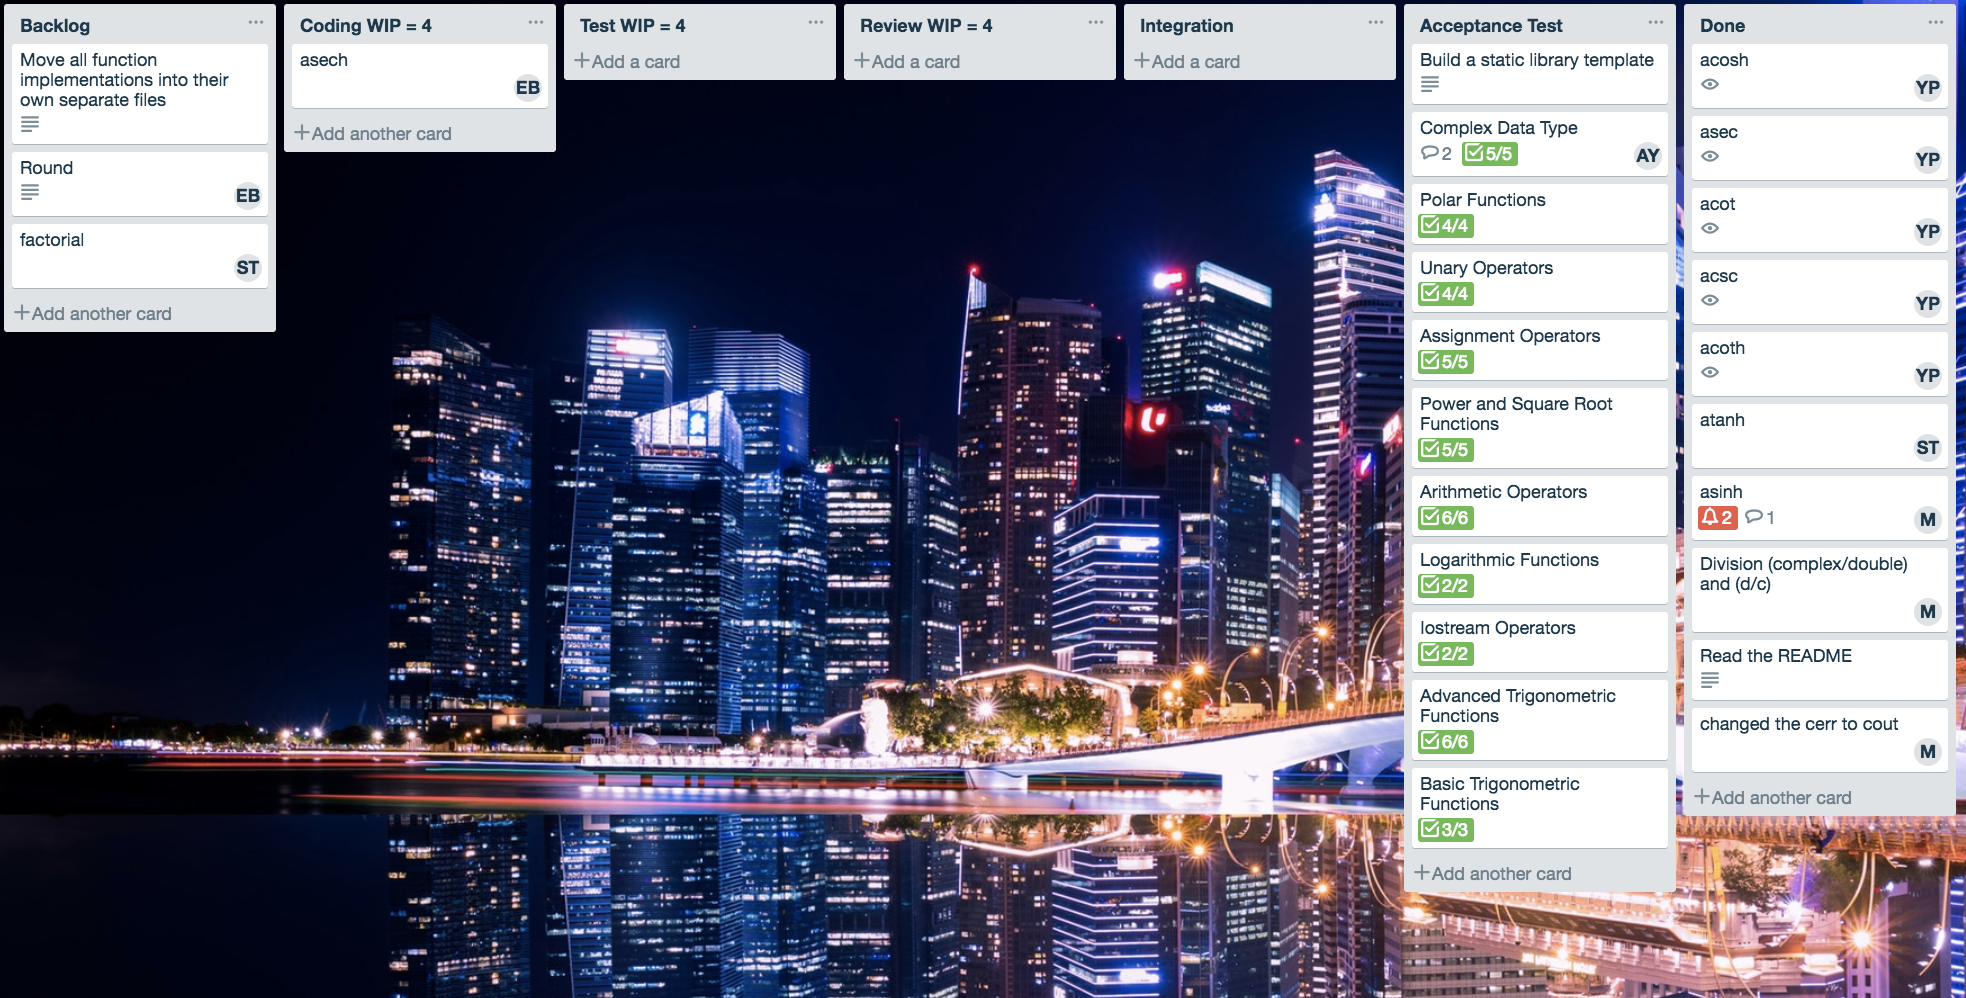 Backlog
Move all function
implementations into their
own separate files
Round
EB
factorial
ST
+Add another card
Coding WIP = 4
asech
EB
+Add another card
Test WIP = 4
+Add a card
Review WIP = 4
+Add a card
Integration
+Add a card
Acceptance Test
Build a static library template
Complex Data Type
2 5/5 AY
Polar Functions
4/4
Unary Operators
4/4
Assignment Operators
5/5
Power and Square Root
Functions
5/5
Arithmetic Operators
6/6
Logarithmic Functions
2/2
Iostream Operators
2/2
Advanced Trigonometric
Functions
6/6
Basic Trigonometric
Functions
3/3
+Add another card
Done
acosh
YP
asec
YP
acot
YP
acsc
YP
acoth
YP
atanh
ST
asinh
2 1 M
Division (complex/double)
and (d/c)
M
Read the README
changed the cerr to cout
M
+Add another card